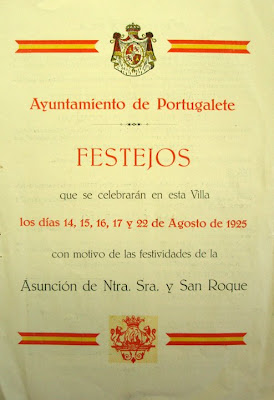 Ayuntamiento de Portugalete
FESTEJOS
que se celebrarán en esta Villa
los días 14, 15, 16, 17 y 22 de Agosto de 1925
con motivo de las festividades de la
Asunción de Ntra. Sra. y San Roque